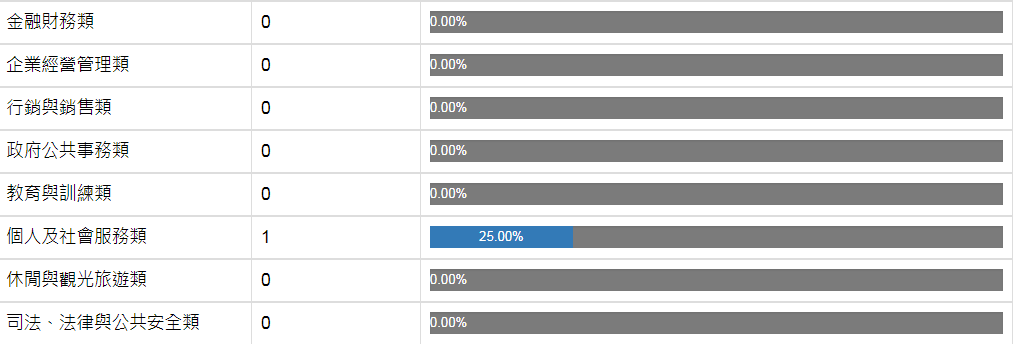 金融財務類 0 0.00%
企業經營管理類 0 0.00%
行銷與銷售類 0 0.00%
政府公共事務類 0 0.00%
教育與訓練類 0 0.00%
個人及社會服務類 1 25.00%
休閒與觀光旅遊類 0 0.00%
司法、法律與公共安全類 0 0.00%